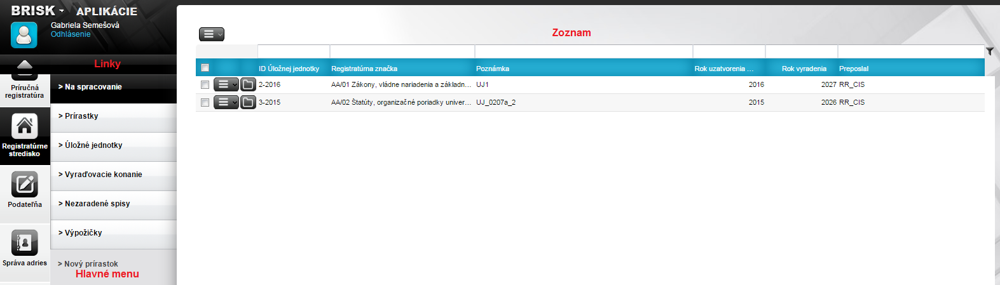 BRISK APLIKÁCIE
Gabriela Semešová
Odhlásenie
Linky
Príručná
registratúra
Registratúrne
stredisko
Podateľňa
Správa adries
> Na spracovanie
> Prírastky
> Úložné jednotky
> Vyraďovacie konanie
> Nezaradené spisy
> Výpožičky
> Nový prírastok
Hlavné menu
Zoznam
ID Úložnej jednotky Registratúrna značka Poznámka Rok uzatvorenia ... Rok vyradenia Preposlal
2-2016 AA/01 Zákony, vládne nariadenia a základn... UJ1 2016 2027 RR_CIS
3-2015 AA/02 Štatúty, organizačné poriadky univer... UJ_0207a_2 2015 2026 RR_CIS